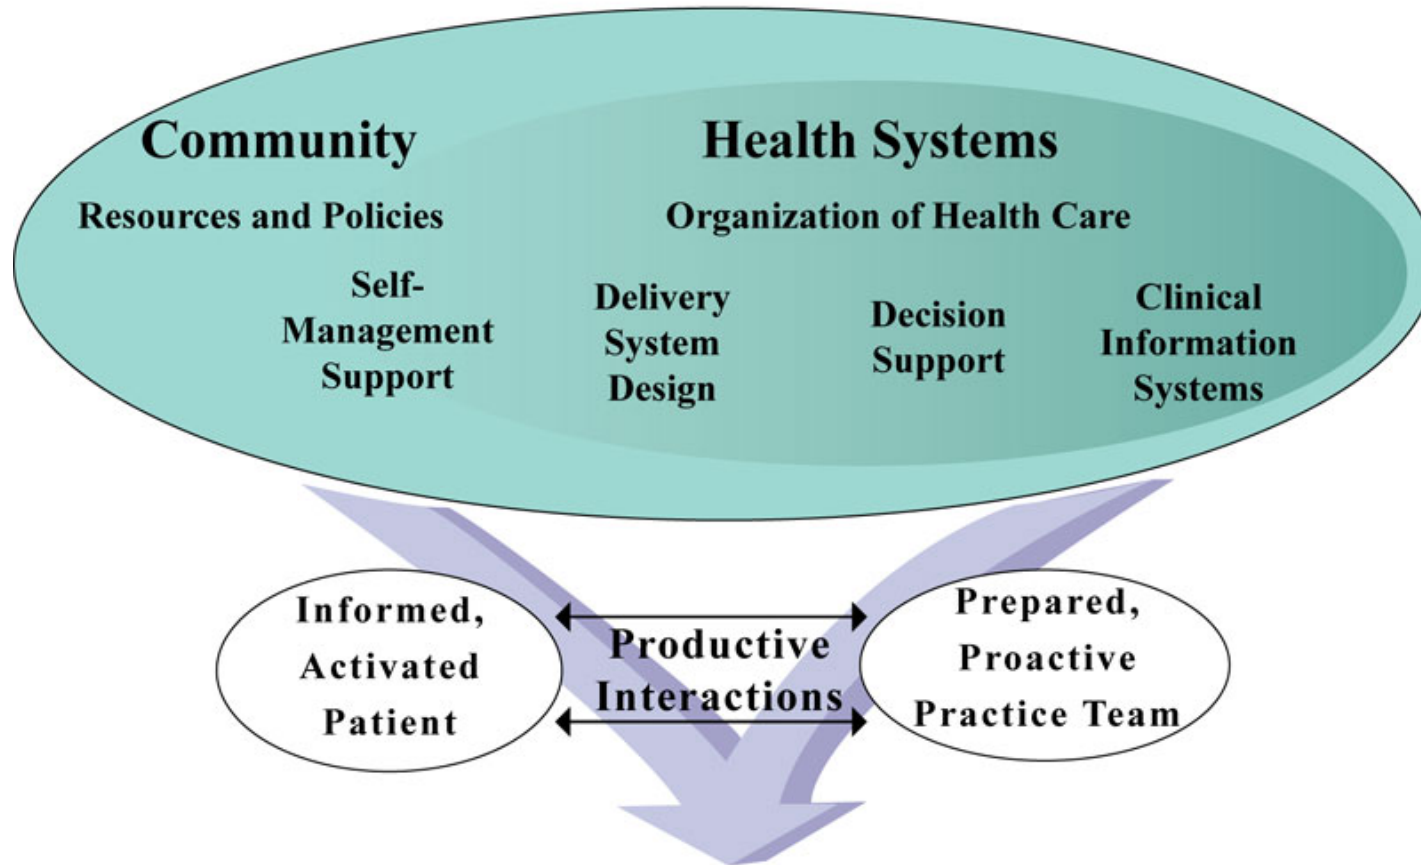 Community
Health Systems
Resources and Policies
Organization of Health Care
Self-
Management
Support
Delivery
System
Design
Decision
Support
Clinical
Information
Systems
Informed,
Activated
Patient
Productive
Interactions
Prepared,
Proactive
Practice Team